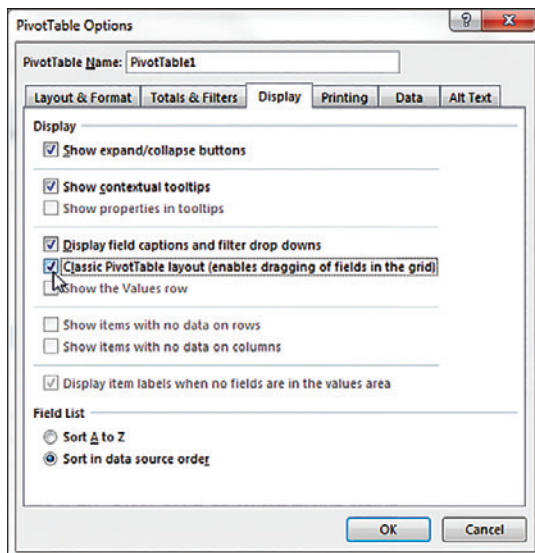 PivotTable Options
PivotTable Name: PivotTable1
Layout & Format Totals & Filters Display Printing Data Alt Text
Display
Show expand/collapse buttons
Show contextual tooltips
Show properties in tooltips
Display field captions and filter drop downs
Classic PivotTable layout (enables dragging of fields in the grid)
Show the Values row
Show items with no data on rows
Show items with no data on columns
Display item labels when no fields are in the values area
Field List
Sort A to Z
Sort in data source order
OK Cancel